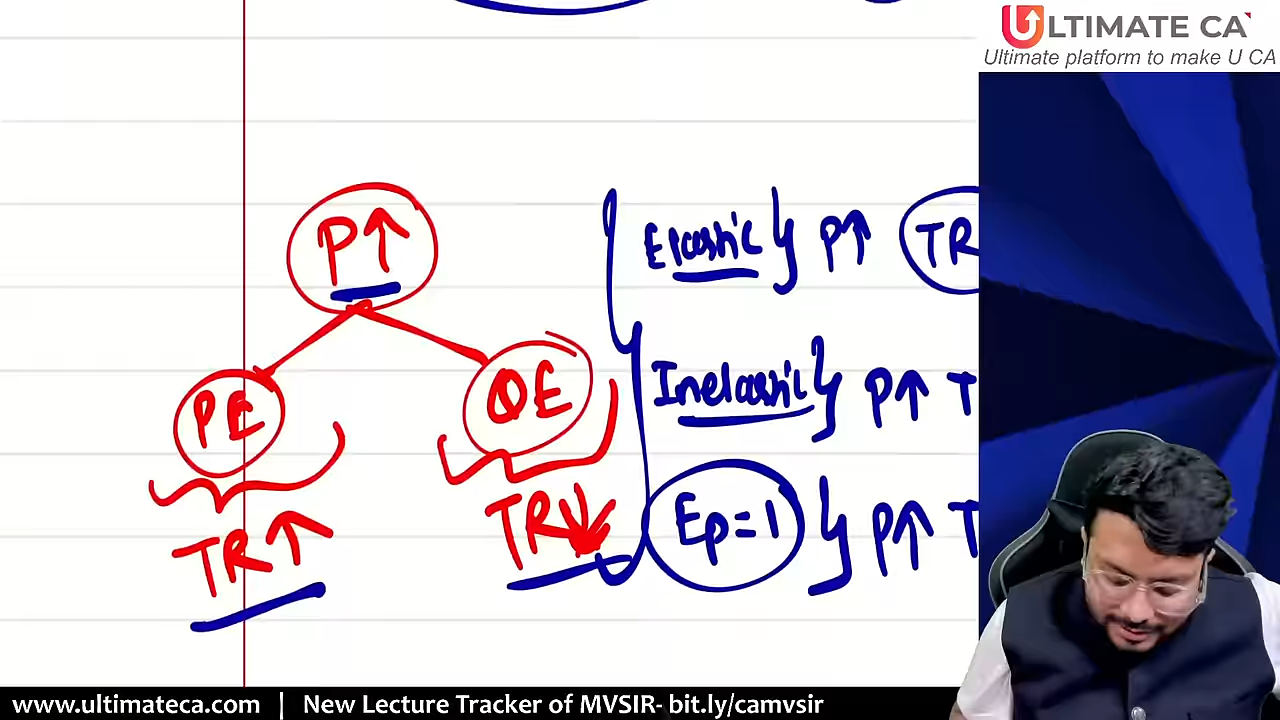 ULTIMATE CA
Ultimate platform to make U CA
P↑
PE
QE
TR↑
TR↓
Elastic } P↑ TR
Inelastic } P↑ T
Ep=1 } P↑ T
www.ultimateca.com | New Lecture Tracker of MVSIR- bit.ly/camvsir